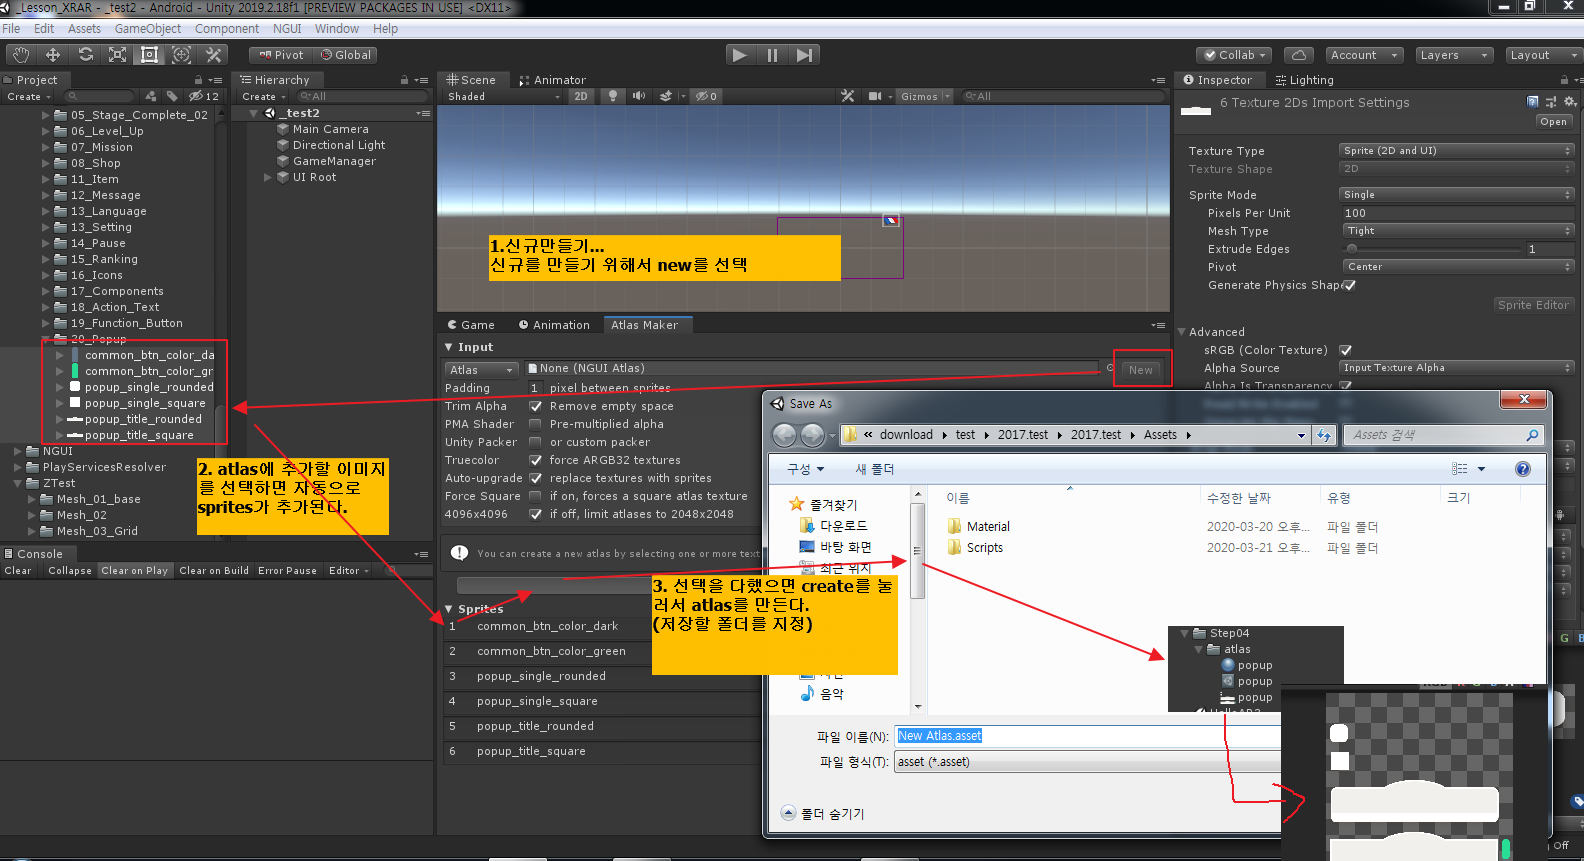 _Lesson_XRAR - _test2 - Android - Unity 2019.2.18f1 [PREVIEW PACKAGES IN USE] <DX11>
File Edit Assets GameObject Component NGUI Window Help
Pivot Global
Collab Account Layers Layout
Project
Create 12
05_Stage_Complete_02
06_Level_Up
07_Mission
08_Shop
11_Item
12_Message
13_Language
13_Setting
14_Pause
15_Ranking
16_Icons
17_Components
18_Action_Text
19_Function_Button
20_Popup
common_btn_color_da
common_btn_color_gr
popup_single_rounded
popup_single_square
popup_title_rounded
popup_title_square
NGUI
PlayServicesResolver
ZTest
Mesh_01_base
Mesh_02
Mesh_03_Grid
Hierarchy
Create All
_test2
Main Camera
Directional Light
GameManager
UI Root
Scene Animator
Shaded 2D 0 Gizmos All
1.신규만들기...
신규를 만들기 위해서 new를 선택
2. atlas에 추가할 이미지
를 선택하면 자동으로
sprites가 추가된다.
Console
Clear Collapse Clear on Play Clear on Build Error Pause Editor
Game Animation Atlas Maker
Input
Atlas None (NGUI Atlas) New
Padding 1 pixel between sprites
Trim Alpha Remove empty space
PMA Shader Pre-multiplied alpha
Unity Packer or custom packer
Truecolor force ARGB32 textures
Auto-upgrade replace textures with sprites
Force Square if on, forces a square atlas texture
4096x4096 if off, limit atlases to 2048x2048
You can create a new atlas by selecting one or more text
3. 선택을 다했으면 create를 눌
러서 atlas를 만든다.
(저장할 폴더를 지정)
Sprites
1 common_btn_color_dark
2 common_btn_color_green
3 popup_single_rounded
4 popup_single_square
5 popup_title_rounded
6 popup_title_square
Inspector Lighting
6 Texture 2Ds Import Settings
Open
Texture Type Sprite (2D and UI)
Texture Shape 2D
Sprite Mode Single
Pixels Per Unit 100
Mesh Type Tight
Extrude Edges 1
Pivot Center
Generate Physics Shape
Sprite Editor
Advanced
sRGB (Color Texture)
Alpha Source Input Texture Alpha
Alpha Is Transparency
Save As
« download test 2017.test 2017.test Assets
Assets 검색
구성 새 폴더
즐겨찾기
다운로드
바탕 화면
최근 위치
음악
이름 수정한 날짜 유형 크기
Material 2020-03-20 오후... 파일 폴더
Scripts 2020-03-21 오후... 파일 폴더
파일 이름(N): New Atlas.asset
파일 형식(T): asset (*.asset)
폴더 숨기기
Step04
atlas
popup
popup
popup
G B
Off